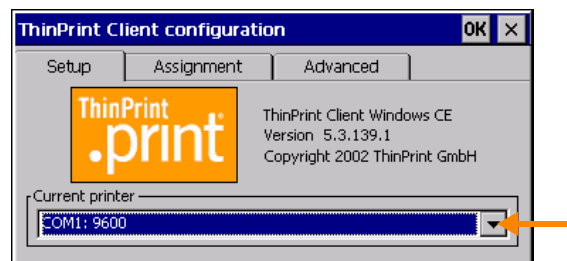 ThinPrint Client configuration OK ×
Setup Assignment Advanced
ThinPrint
.print
ThinPrint Client Windows CE
Version 5.3.139.1
Copyright 2002 ThinPrint GmbH
Current printer
COM1: 9600